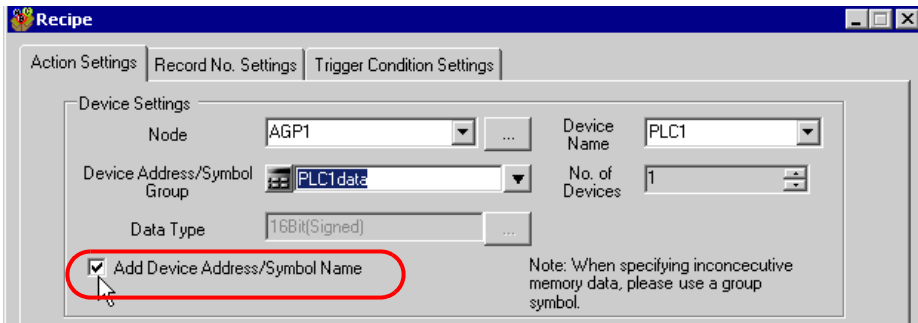 Recipe
Action Settings Record No. Settings Trigger Condition Settings
Device Settings
Node AGP1 ... Device Name PLC1
Device Address/Symbol Group PLC1data No. of Devices 1
Data Type 16Bit(Signed) ...
Add Device Address/Symbol Name
Note: When specifying inconcecutive
memory data, please use a group
symbol.